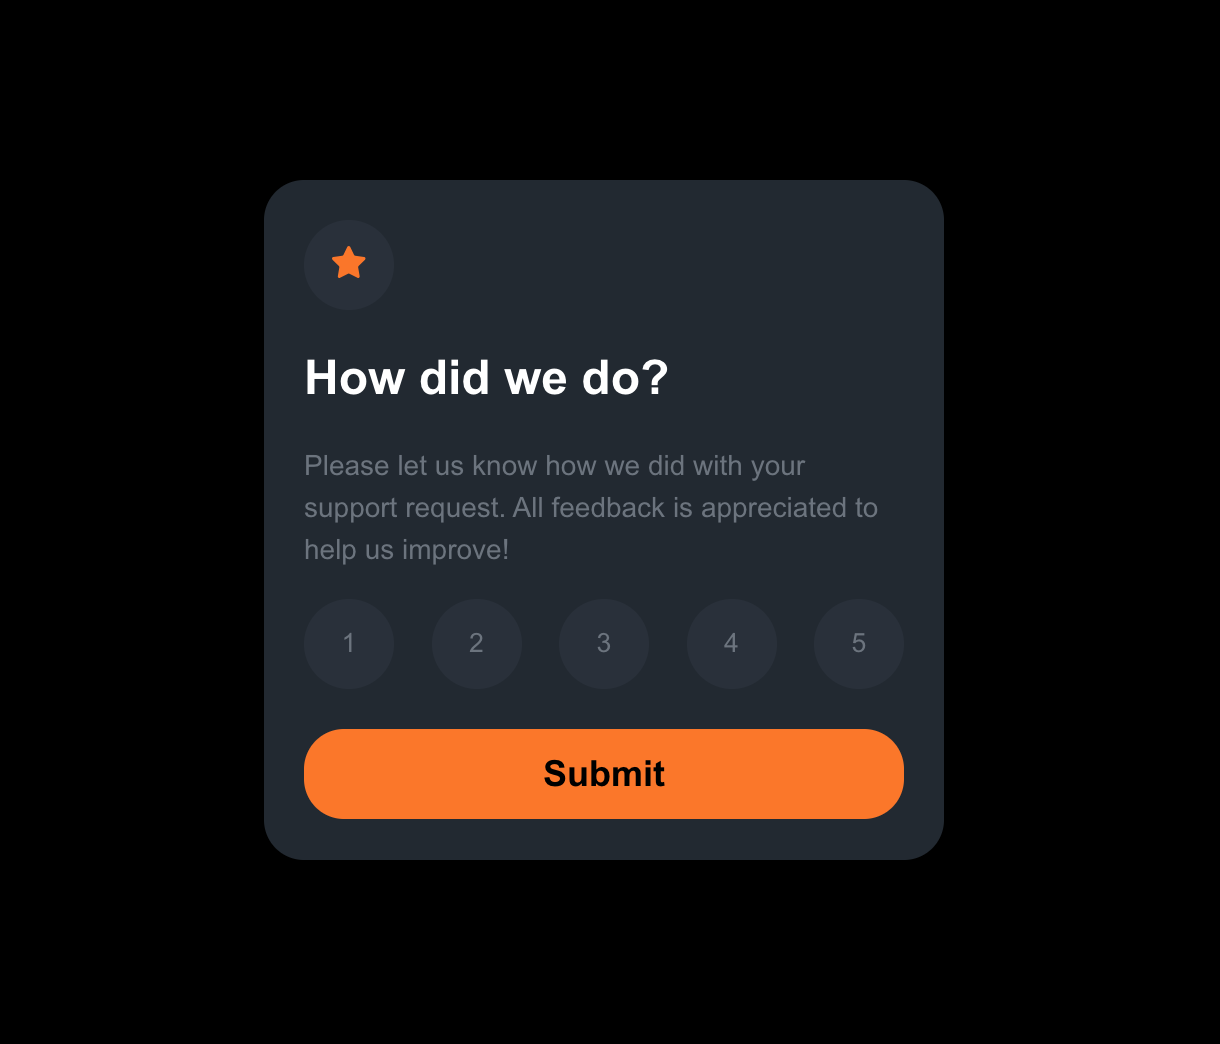 How did we do?
Please let us know how we did with your
support request. All feedback is appreciated to
help us improve!
1 2 3 4 5
Submit